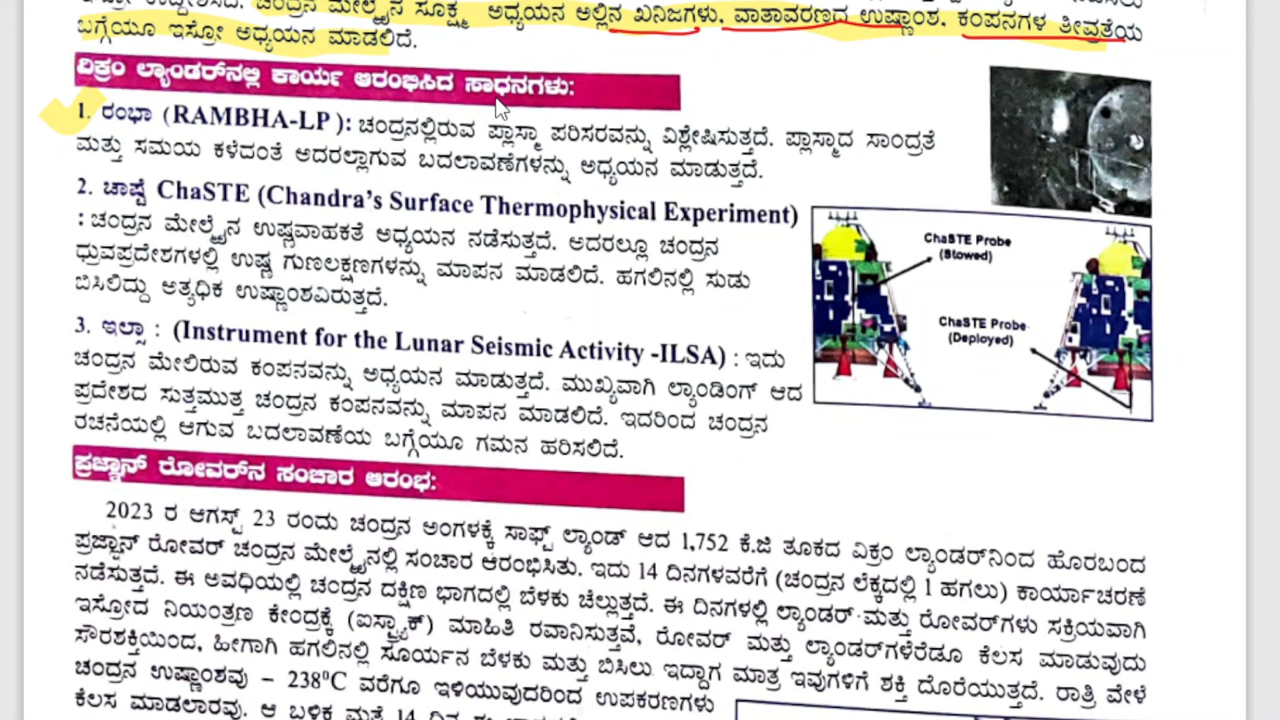 ಚಂದ್ರನ ಮೇಲ್ಮೈನ ಸೂಕ್ಷ್ಮ ಅಧ್ಯಯನ ಅಲ್ಲಿನ ಖನಿಜಗಳು, ವಾತಾವರಣದ ಉಷ್ಣಾಂಶ, ಕಂಪನಗಳ ತೀವ್ರತೆಯ
ಬಗ್ಗೆಯೂ ಇಸ್ರೋ ಅಧ್ಯಯನ ಮಾಡಲಿದೆ.
ವಿಕ್ರಂ ಲ್ಯಾಂಡರ್‌ನಲ್ಲಿ ಕಾರ್ಯ ಆರಂಭಿಸಿದ ಸಾಧನಗಳು:
1. ರಂಭಾ (RAMBHA-LP ): ಚಂದ್ರನಲ್ಲಿರುವ ಪ್ಲಾಸ್ಮಾ ಪರಿಸರವನ್ನು ವಿಶ್ಲೇಷಿಸುತ್ತದೆ. ಪ್ಲಾಸ್ಮಾದ ಸಾಂದ್ರತೆ
ಮತ್ತು ಸಮಯ ಕಳೆದಂತೆ ಅದರಲ್ಲಾಗುವ ಬದಲಾವಣೆಗಳನ್ನು ಅಧ್ಯಯನ ಮಾಡುತ್ತದೆ.
2. ಚಾಷ್ಟೆ ChaSTE (Chandra's Surface Thermophysical Experiment)
: ಚಂದ್ರನ ಮೇಲ್ಮೈನ ಉಷ್ಣವಾಹಕತೆ ಅಧ್ಯಯನ ನಡೆಸುತ್ತದೆ. ಅದರಲ್ಲೂ ಚಂದ್ರನ
ಧ್ರುವಪ್ರದೇಶಗಳಲ್ಲಿ ಉಷ್ಣ ಗುಣಲಕ್ಷಣಗಳನ್ನು ಮಾಪನ ಮಾಡಲಿದೆ. ಹಗಲಿನಲ್ಲಿ ಸುಡು
ಬಿಸಿಲಿದ್ದು ಅತ್ಯಧಿಕ ಉಷ್ಣಾಂಶವಿರುತ್ತದೆ.
ChaSTE Probe
(Stowed)
ChaSTE Probe
(Deployed)
3. ಇಲ್ಸಾ : (Instrument for the Lunar Seismic Activity -ILSA) : ಇದು
ಚಂದ್ರನ ಮೇಲಿರುವ ಕಂಪನವನ್ನು ಅಧ್ಯಯನ ಮಾಡುತ್ತದೆ. ಮುಖ್ಯವಾಗಿ ಲ್ಯಾಂಡಿಂಗ್ ಆದ
ಪ್ರದೇಶದ ಸುತ್ತಮುತ್ತ ಚಂದ್ರನ ಕಂಪನವನ್ನು ಮಾಪನ ಮಾಡಲಿದೆ. ಇದರಿಂದ ಚಂದ್ರನ
ರಚನೆಯಲ್ಲಿ ಆಗುವ ಬದಲಾವಣೆಯ ಬಗ್ಗೆಯೂ ಗಮನ ಹರಿಸಲಿದೆ.
ಪ್ರಜ್ಞಾನ್ ರೋವರ್‌ನ ಸಂಚಾರ ಆರಂಭ:
2023 ರ ಆಗಸ್ಟ್ 23 ರಂದು ಚಂದ್ರನ ಅಂಗಳಕ್ಕೆ ಸಾಫ್ಟ್ ಲ್ಯಾಂಡ್ ಆದ 1,752 ಕೆ.ಜಿ ತೂಕದ ವಿಕ್ರಂ ಲ್ಯಾಂಡರ್‌ನಿಂದ ಹೊರಬಂದ
ಪ್ರಜ್ಞಾನ್ ರೋವರ್ ಚಂದ್ರನ ಮೇಲ್ಮೈನಲ್ಲಿ ಸಂಚಾರ ಆರಂಭಿಸಿತು. ಇದು 14 ದಿನಗಳವರೆಗೆ (ಚಂದ್ರನ ಲೆಕ್ಕದಲ್ಲಿ 1 ಹಗಲು) ಕಾರ್ಯಾಚರಣೆ
ನಡೆಸುತ್ತದೆ. ಈ ಅವಧಿಯಲ್ಲಿ ಚಂದ್ರನ ದಕ್ಷಿಣ ಭಾಗದಲ್ಲಿ ಬೆಳಕು ಚೆಲ್ಲುತ್ತದೆ. ಈ ದಿನಗಳಲ್ಲಿ ಲ್ಯಾಂಡರ್ ಮತ್ತು ರೋವರ್‌ಗಳು ಸಕ್ರಿಯವಾಗಿ
ಇಸ್ರೋದ ನಿಯಂತ್ರಣ ಕೇಂದ್ರಕ್ಕೆ (ಐಸ್ಟ್ರ್ಯಾಕ್) ಮಾಹಿತಿ ರವಾನಿಸುತ್ತವೆ, ರೋವರ್ ಮತ್ತು ಲ್ಯಾಂಡರ್‌ಗಳೆರೆಡೂ ಕೆಲಸ ಮಾಡುವುದು
ಸೌರಶಕ್ತಿಯಿಂದ, ಹೀಗಾಗಿ ಹಗಲಿನಲ್ಲಿ ಸೂರ್ಯನ ಬೆಳಕು ಮತ್ತು ಬಿಸಿಲು ಇದ್ದಾಗ ಮಾತ್ರ ಇವುಗಳಿಗೆ ಶಕ್ತಿ ದೊರೆಯುತ್ತದೆ. ರಾತ್ರಿ ವೇಳೆ
ಚಂದ್ರನ ಉಷ್ಣಾಂಶವು – 238⁰C ವರೆಗೂ ಇಳಿಯುವುದರಿಂದ ಉಪಕರಣಗಳು
ಕೆಲಸ ಮಾಡಲಾರವು. ಆ ಬಳಿಕ ಮತ್ತೆ 14 ದಿನ ಈ